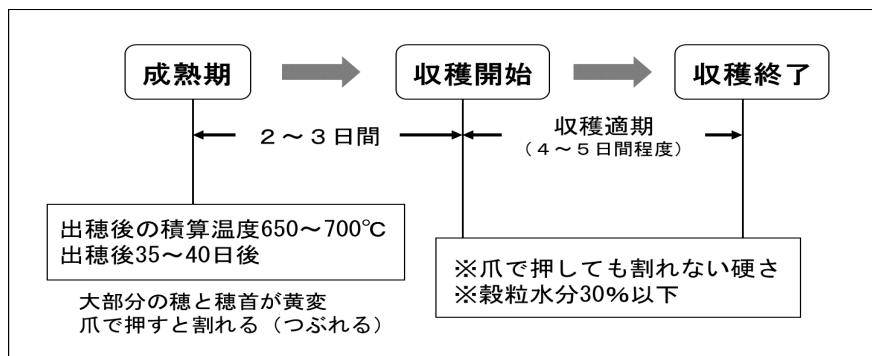 成熟期
収穫開始
収穫終了
2～3日間
収穫適期
（4～5日間程度）
出穂後の積算温度650～700℃
出穂後35～40日後
大部分の穂と穂首が黄変
爪で押すと割れる（つぶれる）
※爪で押しても割れない硬さ
※穀粒水分30%以下